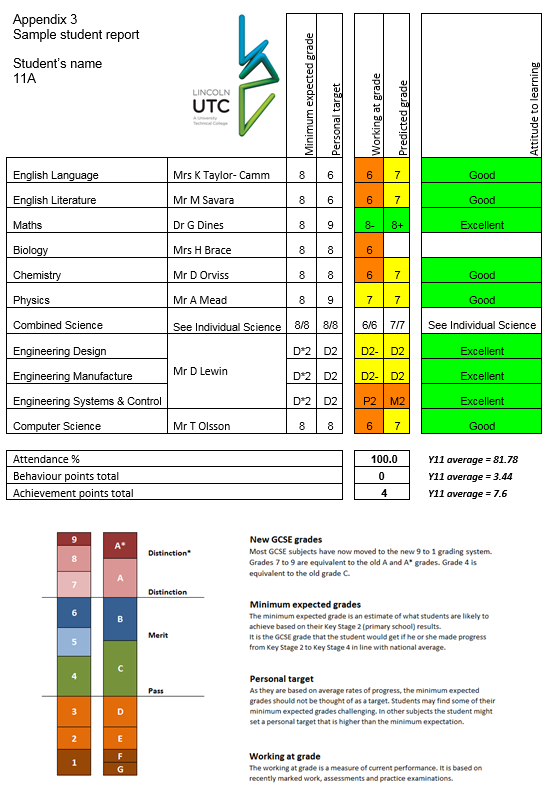 Appendix 3
Sample student report
Student's name
11A
LINCOLN
UTC
A University
Technical College
Minimum expected grade
Personal target
Working at grade
Predicted grade
Attitude to learning
English Language Mrs K Taylor- Camm 8 6 6 7 Good
English Literature Mr M Savara 8 6 6 7 Good
Maths Dr G Dines 8 9 8- 8+ Excellent
Biology Mrs H Brace 8 8 6
Chemistry Mr D Orviss 8 8 6 7 Good
Physics Mr A Mead 8 9 7 7 Good
Combined Science See Individual Science 8/8 8/8 6/6 7/7 See Individual Science
Engineering Design D*2 D2 D2- D2 Excellent
Mr D Lewin
Engineering Manufacture D*2 D2 D2- D2 Excellent
Engineering Systems & Control D*2 D2 P2 M2 Excellent
Computer Science Mr T Olsson 8 8 6 7 Good
Attendance % 100.0 Y11 average = 81.78
Behaviour points total 0 Y11 average = 3.44
Achievement points total 4 Y11 average = 7.6
9 A*
8 Distinction*
7 A
Distinction
6 B
5 Merit
4 C
Pass
3 D
2 E
1 F
G
New GCSE grades
Most GCSE subjects have now moved to the new 9 to 1 grading system.
Grades 7 to 9 are equivalent to the old A and A* grades. Grade 4 is
equivalent to the old grade C.
Minimum expected grades
The minimum expected grade is an estimate of what students are likely to
achieve based on their Key Stage 2 (primary school) results.
It is the GCSE grade that the student would get if he or she made progress
from Key Stage 2 to Key Stage 4 in line with national average.
Personal target
As they are based on average rates of progress, the minimum expected
grades should not be thought of as a target. Students may find some of their
minimum expected grades challenging. In other subjects the student might
set a personal target that is higher than the minimum expectation.
Working at grade
The working at grade is a measure of current performance. It is based on
recently marked work, assessments and practice examinations.